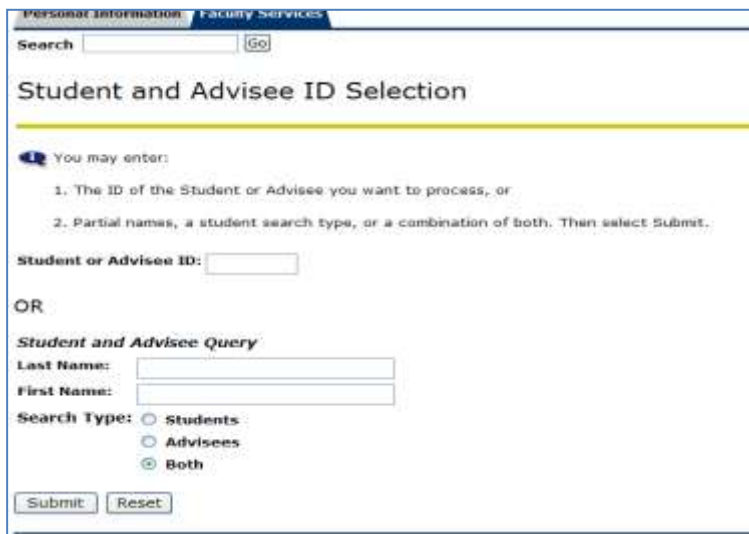 Personal Information Faculty Services
Search Go
Student and Advisee ID Selection
You may enter:
1. The ID of the Student or Advisee you want to process, or
2. Partial names, a student search type, or a combination of both. Then select Submit.
Student or Advisee ID:
OR
Student and Advisee Query
Last Name:
First Name:
Search Type: Students
Advisees
Both
Submit Reset